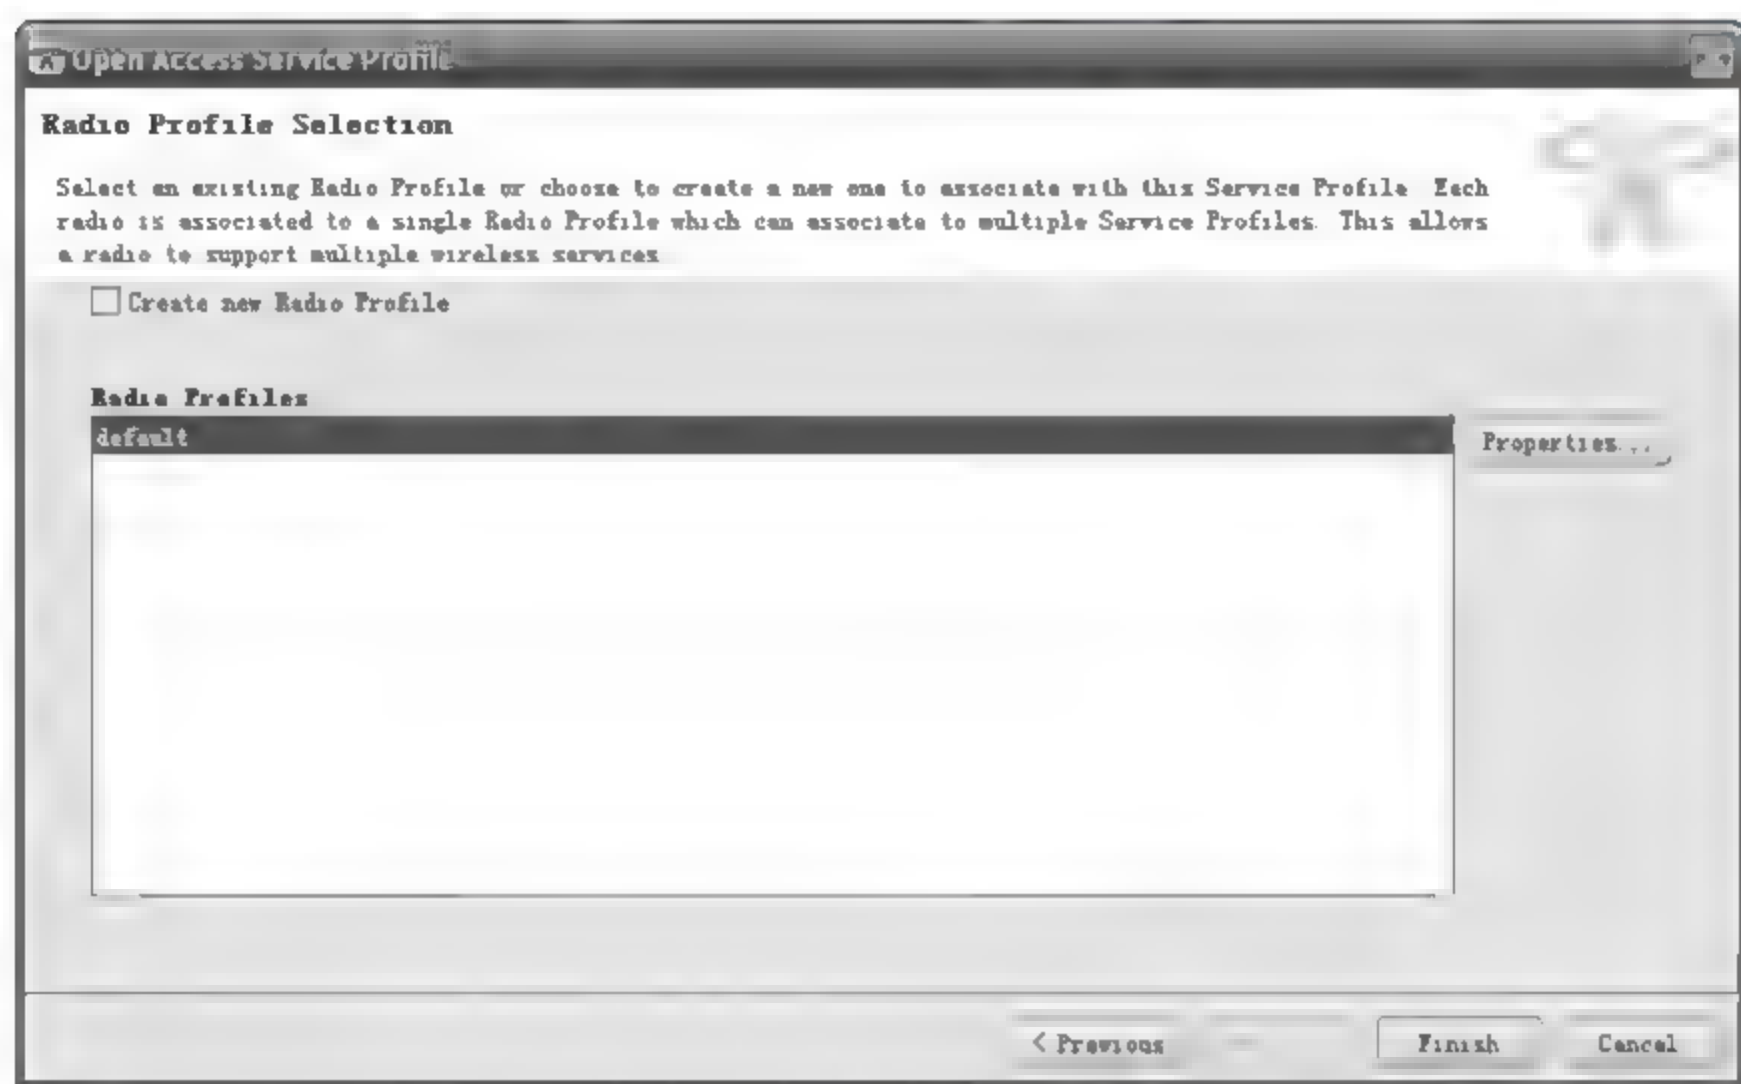 Open Access Service Profile
Radio Profile Selection
Select an existing Radio Profile or choose to create a new one to associate with this Service Profile. Each
radio is associated to a single Radio Profile which can associate to multiple Service Profiles. This allows
a radio to support multiple wireless services
Create new Radio Profile
Radio Profiles
default
Properties...
< Previous
Finish
Cancel